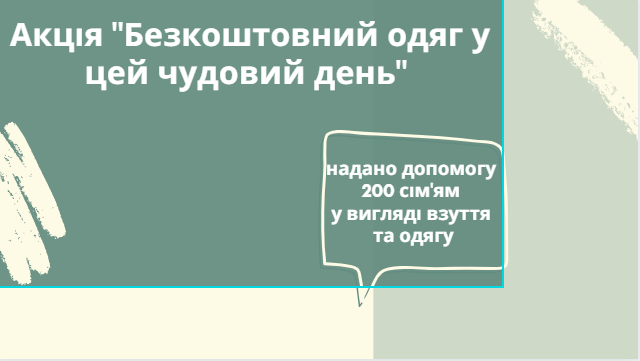 Акція "Безкоштовний одяг у
цей чудовий день"
надано допомогу
200 сім'ям
у вигляді взуття
та одягу